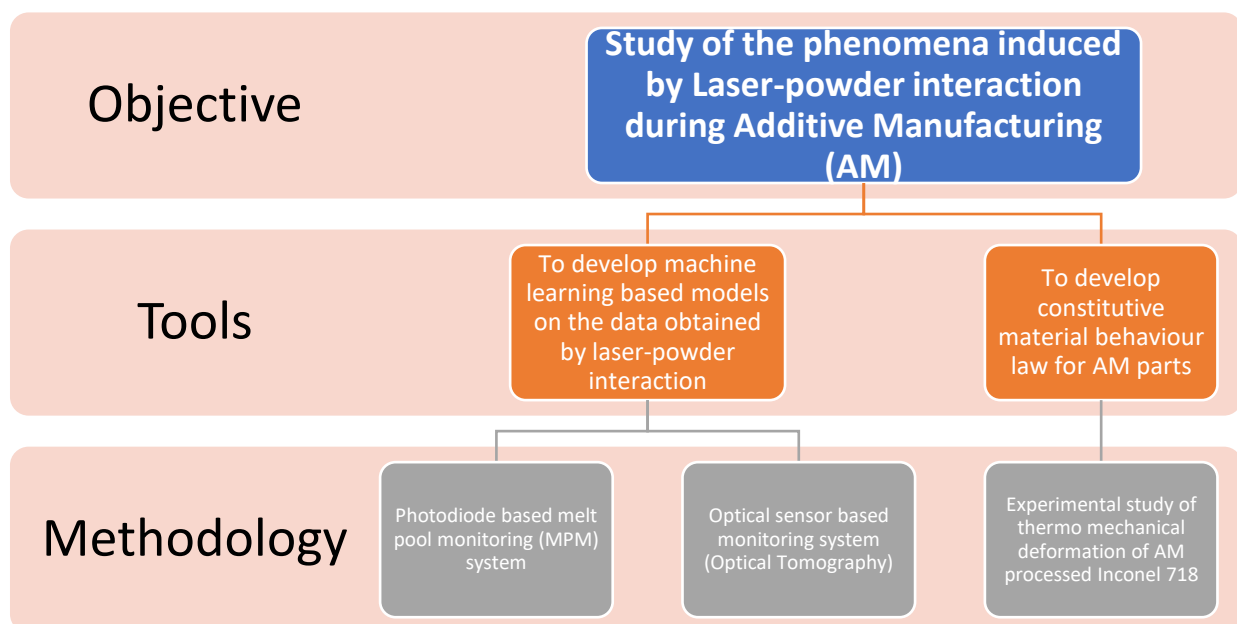 Objective
Study of the phenomena induced
by Laser-powder interaction
during Additive Manufacturing
(AM)
Tools
To develop machine
learning based models
on the data obtained
by laser-powder
interaction
To develop
constitutive
material behaviour
law for AM parts
Methodology
Photodiode based melt
pool monitoring (MPM)
system
Optical sensor based
monitoring system
(Optical Tomography)
Experimental study of
thermo mechanical
deformation of AM
processed Inconel 718